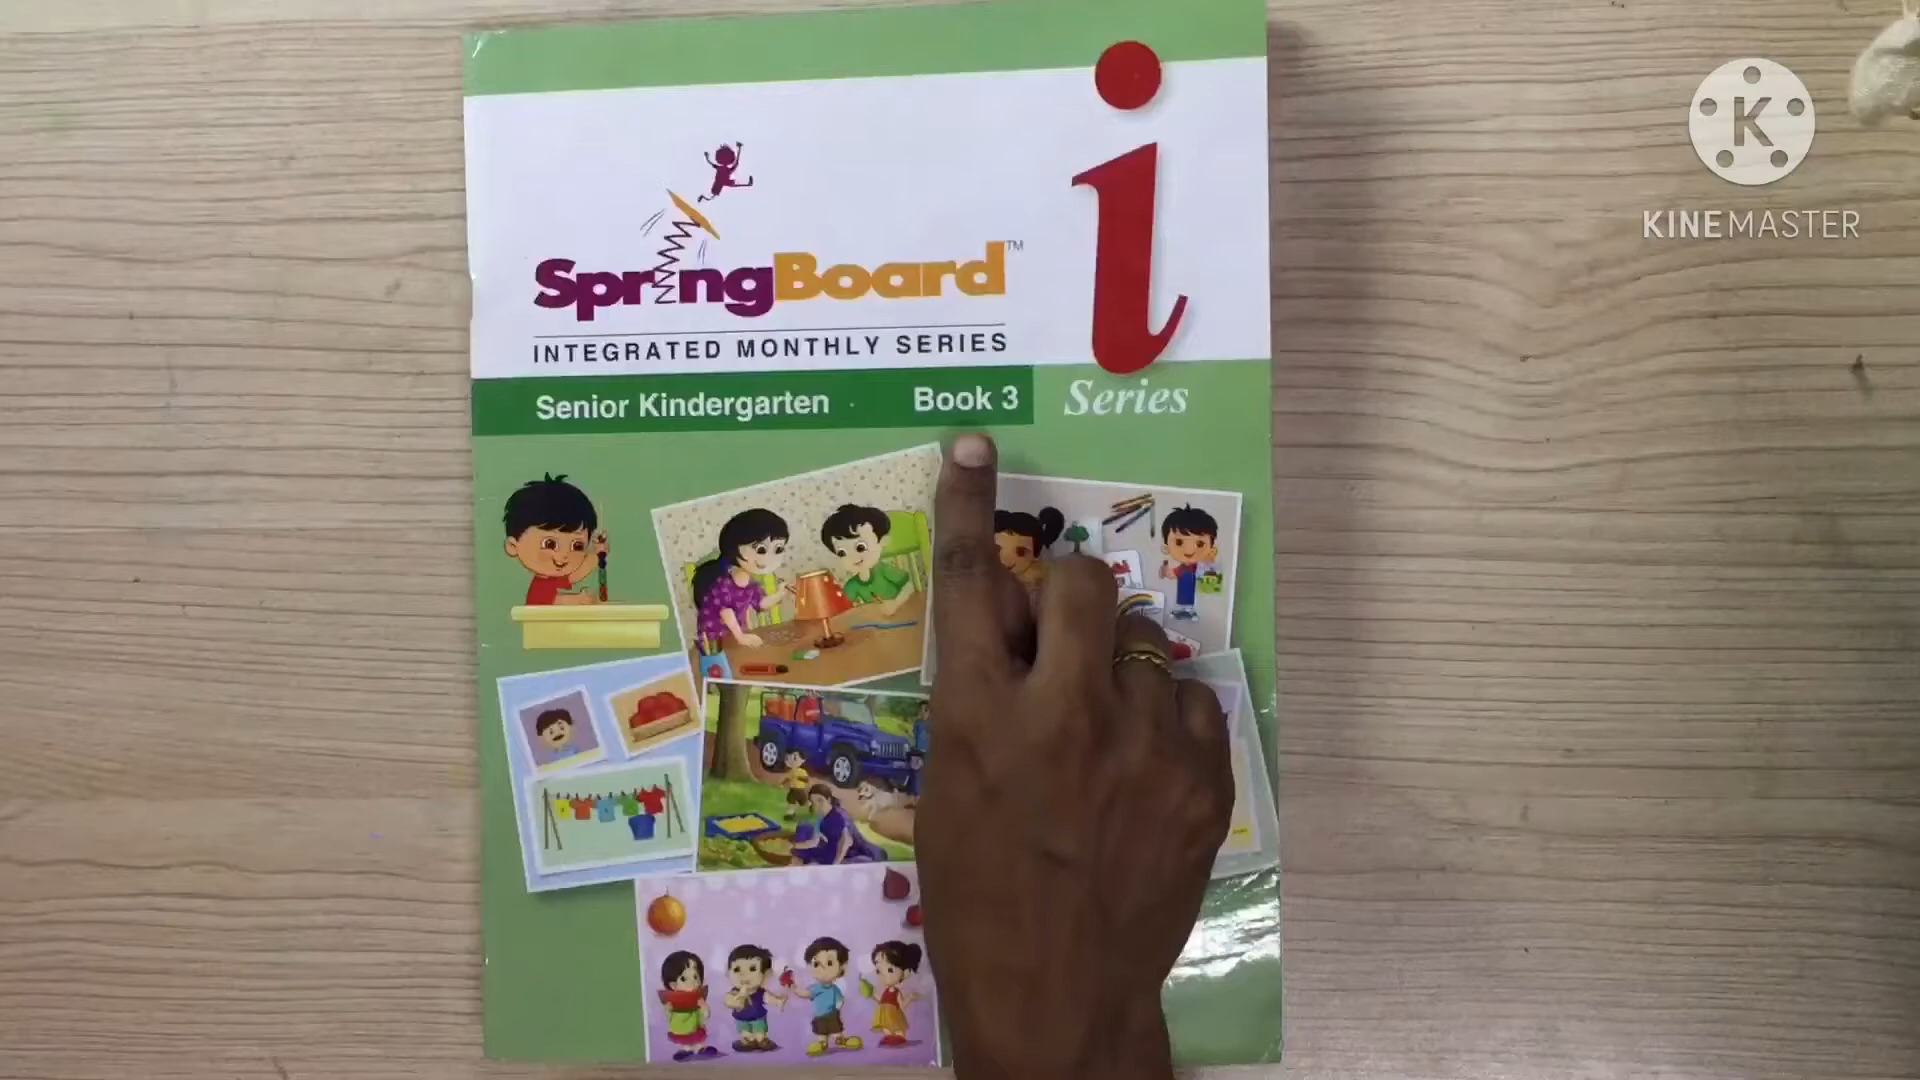 i
SpringBoard™
INTEGRATED MONTHLY SERIES
Senior Kindergarten Book 3
Series
K
KINEMASTER